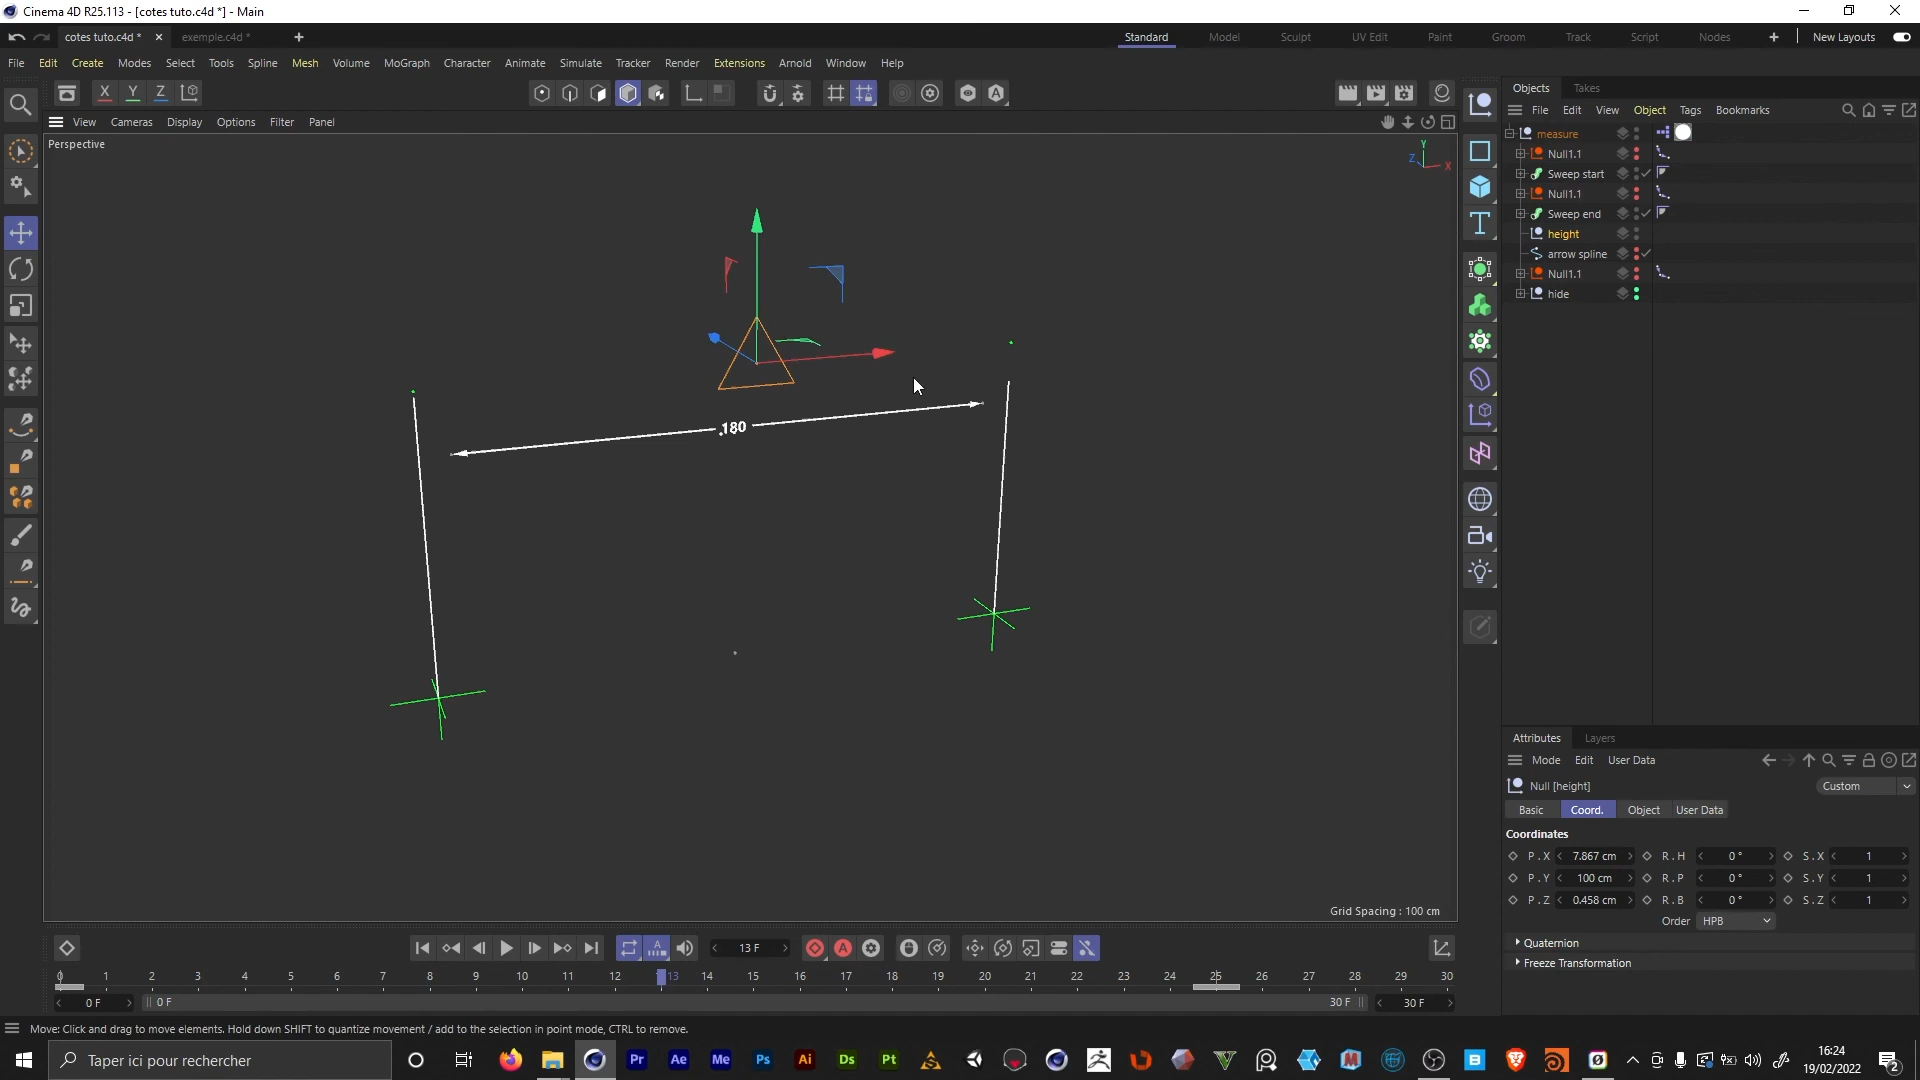 Cinema 4D R25.113 - [cotes tuto.c4d *] - Main
cotes tuto.c4d * exemple.c4d *
Standard Model Sculpt UV Edit Paint Groom Track Script Nodes New Layouts
File Edit Create Modes Select Tools Spline Mesh Volume MoGraph Character Animate Simulate Tracker Render Extensions Arnold Window Help
X Y Z
View Cameras Display Options Filter Panel
Perspective
Y
Z
X
180
Grid Spacing : 100 cm
Objects Takes
File Edit View Object Tags Bookmarks
measure
Null1.1
Sweep start
Null1.1
Sweep end
height
arrow spline
Null1.1
hide
Attributes Layers
Mode Edit User Data
Null [height]
Custom
Basic Coord. Object User Data
Coordinates
P . X 7.867 cm R . H 0 ° S . X 1
P . Y 100 cm R . P 0 ° S . Y 1
P . Z 0.458 cm R . B 0 ° S . Z 1
Order HPB
Quaternion
Freeze Transformation
13 F
0 1 2 3 4 5 6 7 8 9 10 11 12 13 14 15 16 17 18 19 20 21 22 23 24 25 26 27 28 29 30
0 F 0 F 30 F 30 F
Move: Click and drag to move elements. Hold down SHIFT to quantize movement / add to the selection in point mode, CTRL to remove.
Taper ici pour rechercher
Pr Ae Me Ps Ai Ds Pt
16:24
19/02/2022
2